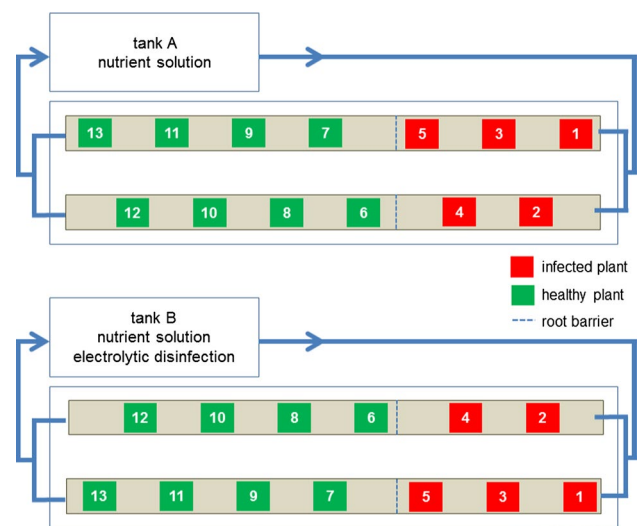 tank A
nutrient solution
13 11 9 7 5 3 1
12 10 8 6 4 2
infected plant
healthy plant
root barrier
tank B
nutrient solution
electrolytic disinfection
12 10 8 6 4 2
13 11 9 7 5 3 1